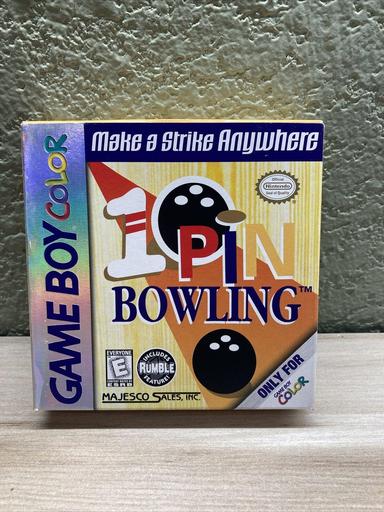 GAME BOY COLOR
Make a Strike Anywhere
Official
Nintendo
Seal of Quality
10 PIN
BOWLING™
EVERYONE
E
ESRB
INCLUDES
RUMBLE
FEATURE!
MAJESCO SALES, INC.
ONLY FOR
GAME BOY
COLOR